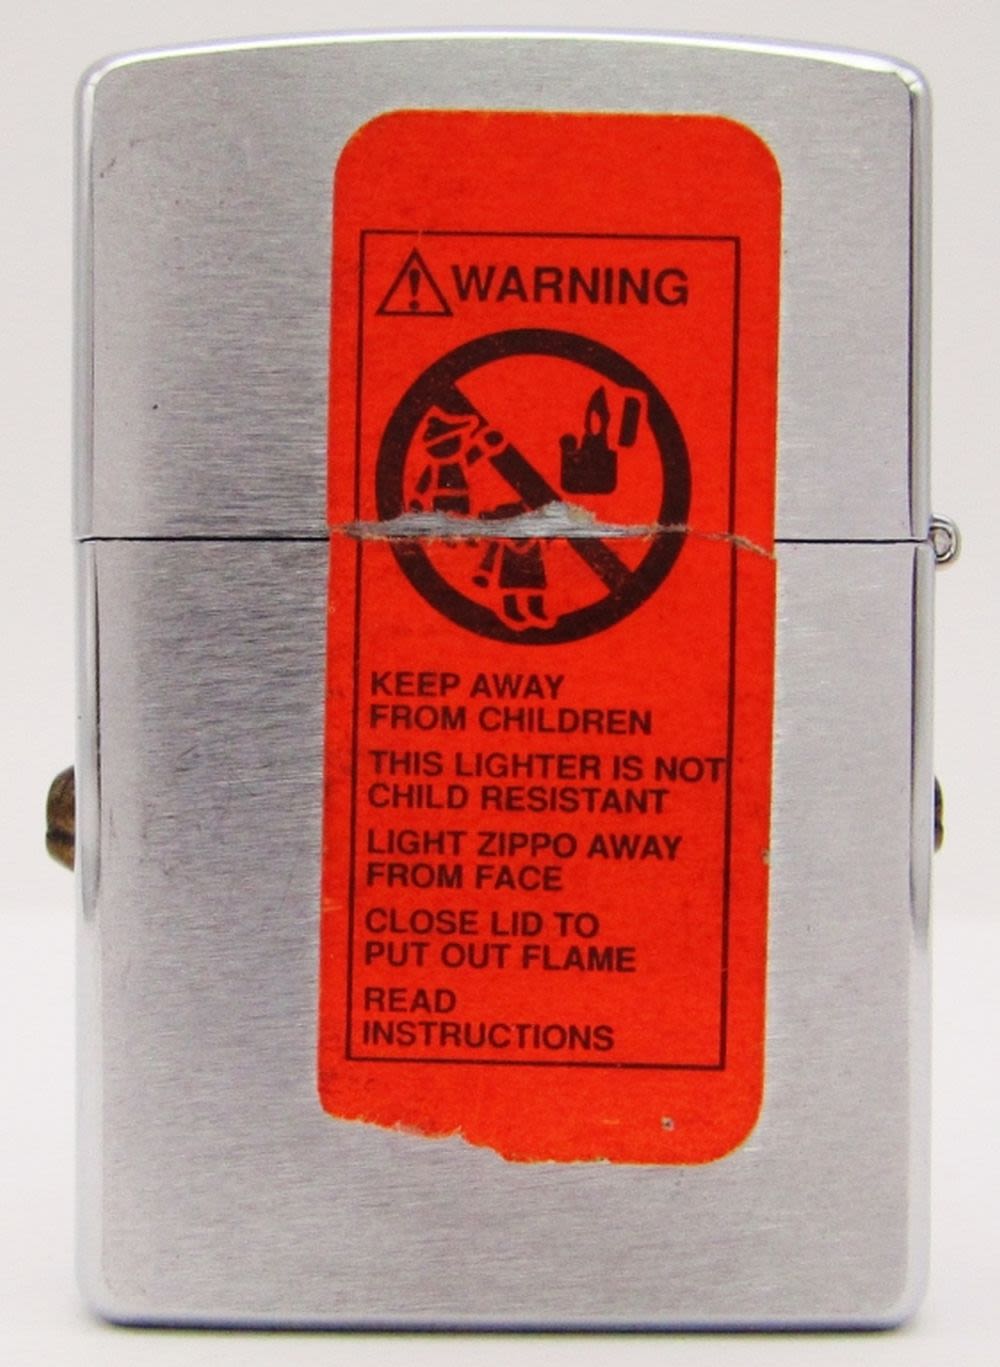 WARNING
KEEP AWAY
FROM CHILDREN
THIS LIGHTER IS NOT
CHILD RESISTANT
LIGHT ZIPPO AWAY
FROM FACE
CLOSE LID TO
PUT OUT FLAME
READ
INSTRUCTIONS